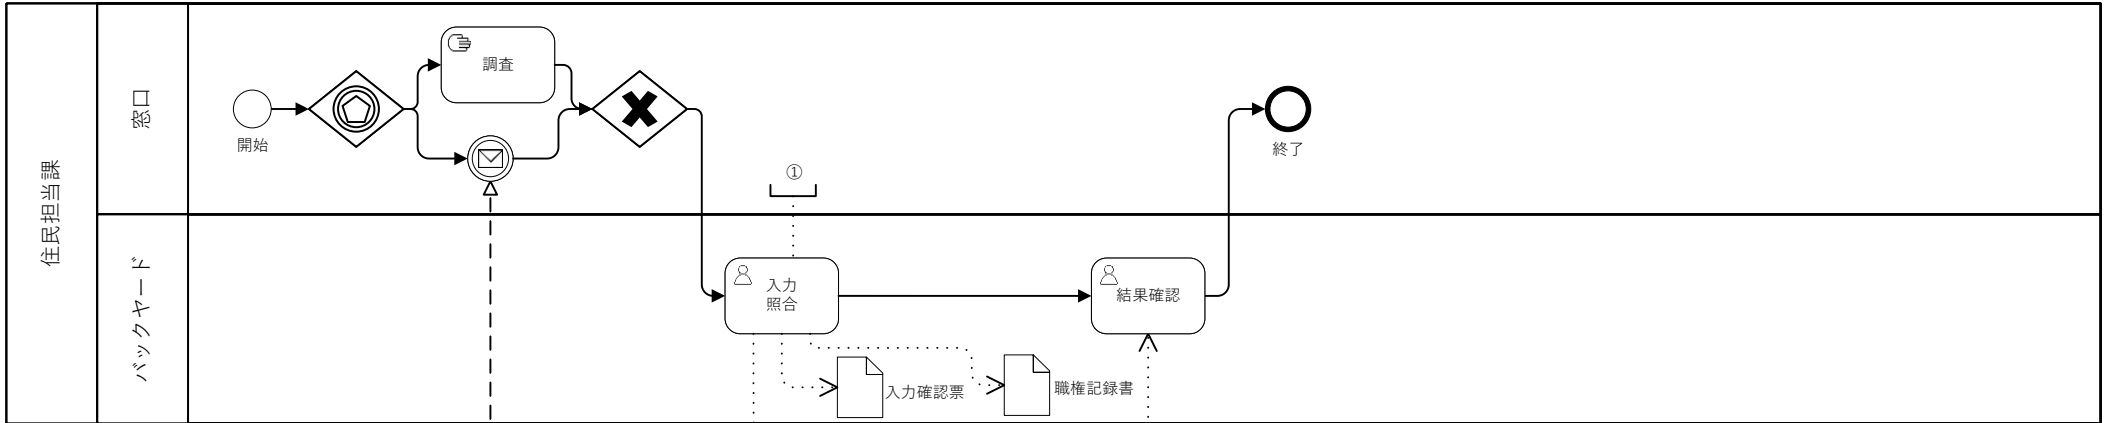 住民担当課
窓口
バックヤード
開始
調査
①
終了
入力
照合
結果確認
入力確認票
職権記録書